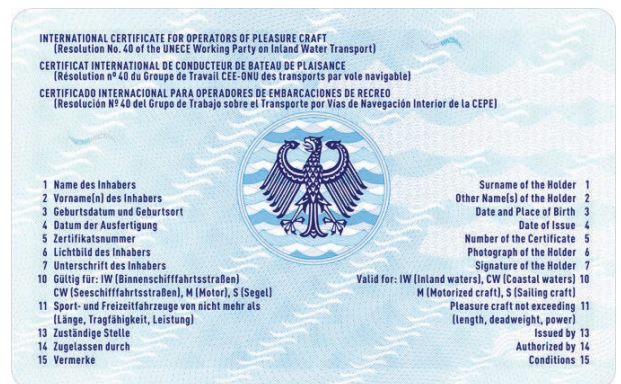 INTERNATIONAL CERTIFICATE FOR OPERATORS OF PLEASURE CRAFT
(Resolution No. 40 of the UNECE Working Party on Inland Water Transport)
CERTIFICAT INTERNATIONAL DE CONDUCTEUR DE BATEAU DE PLAISANCE
(Résolution nº 40 du Groupe de Travail CEE-ONU des transports par vole navigable)
CERTIFICADO INTERNACIONAL PARA OPERADORES DE EMBARCACIONES DE RECREO
(Resolución Nº 40 del Grupo de Trabajo sobre el Transporte por Vías de Navegación Interior de la CEPE)
1 Name des Inhabers
2 Vorname(n) des Inhabers
3 Geburtsdatum und Geburtsort
4 Datum der Ausfertigung
5 Zertifikatsnummer
6 Lichtbild des Inhabers
7 Unterschrift des Inhabers
10 Gültig für: IW (Binnenschifffahrtsstraßen)
CW (Seeschifffahrtsstraßen), M (Motor), S (Segel)
11 Sport- und Freizeitfahrzeuge von nicht mehr als
(Länge, Tragfähigkeit, Leistung)
13 Zuständige Stelle
14 Zugelassen durch
15 Vermerke
Surname of the Holder 1
Other Name(s) of the Holder 2
Date and Place of Birth 3
Date of Issue 4
Number of the Certificate 5
Photograph of the Holder 6
Signature of the Holder 7
Valid for: IW (Inland waters), CW (Coastal waters) 10
M (Motorized craft), S (Sailing craft)
Pleasure craft not exceeding 11
(length, deadweight, power)
Issued by 13
Authorized by 14
Conditions 15